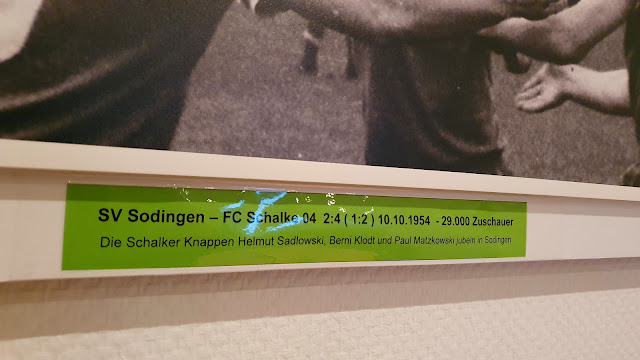 SV Sodingen – FC Schalke 04 2:4 ( 1:2 ) 10.10.1954 - 29.000 Zuschauer
Die Schalker Knappen Helmut Sadlowski, Berni Klodt und Paul Matzkowski jubeln in Sodingen